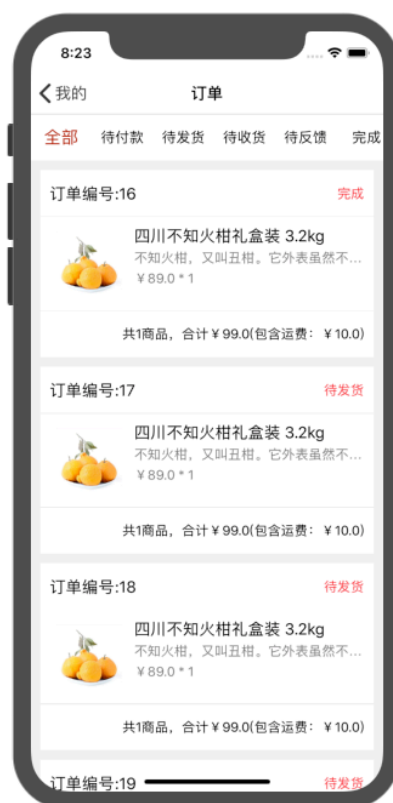 8:23
我的
订单
全部 待付款 待发货 待收货 待反馈 完成
订单编号:16
完成
四川不知火柑礼盒装 3.2kg
不知火柑，又叫丑柑。它外表虽然不...
￥89.0 * 1
共1商品，合计￥99.0(包含运费：￥10.0)
订单编号:17
待发货
四川不知火柑礼盒装 3.2kg
不知火柑，又叫丑柑。它外表虽然不...
￥89.0 * 1
共1商品，合计￥99.0(包含运费：￥10.0)
订单编号:18
待发货
四川不知火柑礼盒装 3.2kg
不知火柑，又叫丑柑。它外表虽然不...
￥89.0 * 1
共1商品，合计￥99.0(包含运费：￥10.0)
订单编号:19
待发货